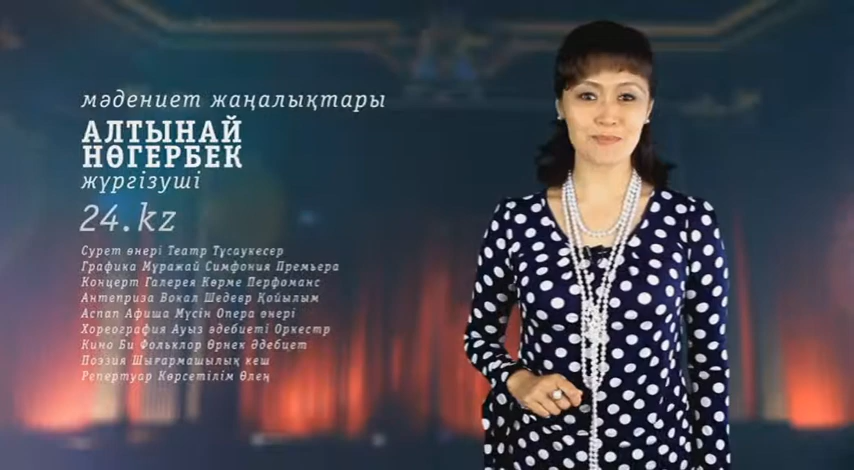 мәдениет жаңалықтары
АЛТЫНАЙ
НӨГЕРБЕК
жүргізуші
24.kz
Сурет өнері Театр Тұсаукесер
Графика Мұражай Симфония Премьера
Концерт Галерея Көрме Перфоманс
Антеприза Вокал Шедевр Қойылым
Аспап Афиша Мүсін Опера өнері
Хореография Ауыз әдебиеті Оркестр
Кино Би Фольклор Өрнек Әдебцет
Поэзия Шығармашылық кеш
Репертуар Көрсетілім Өлең